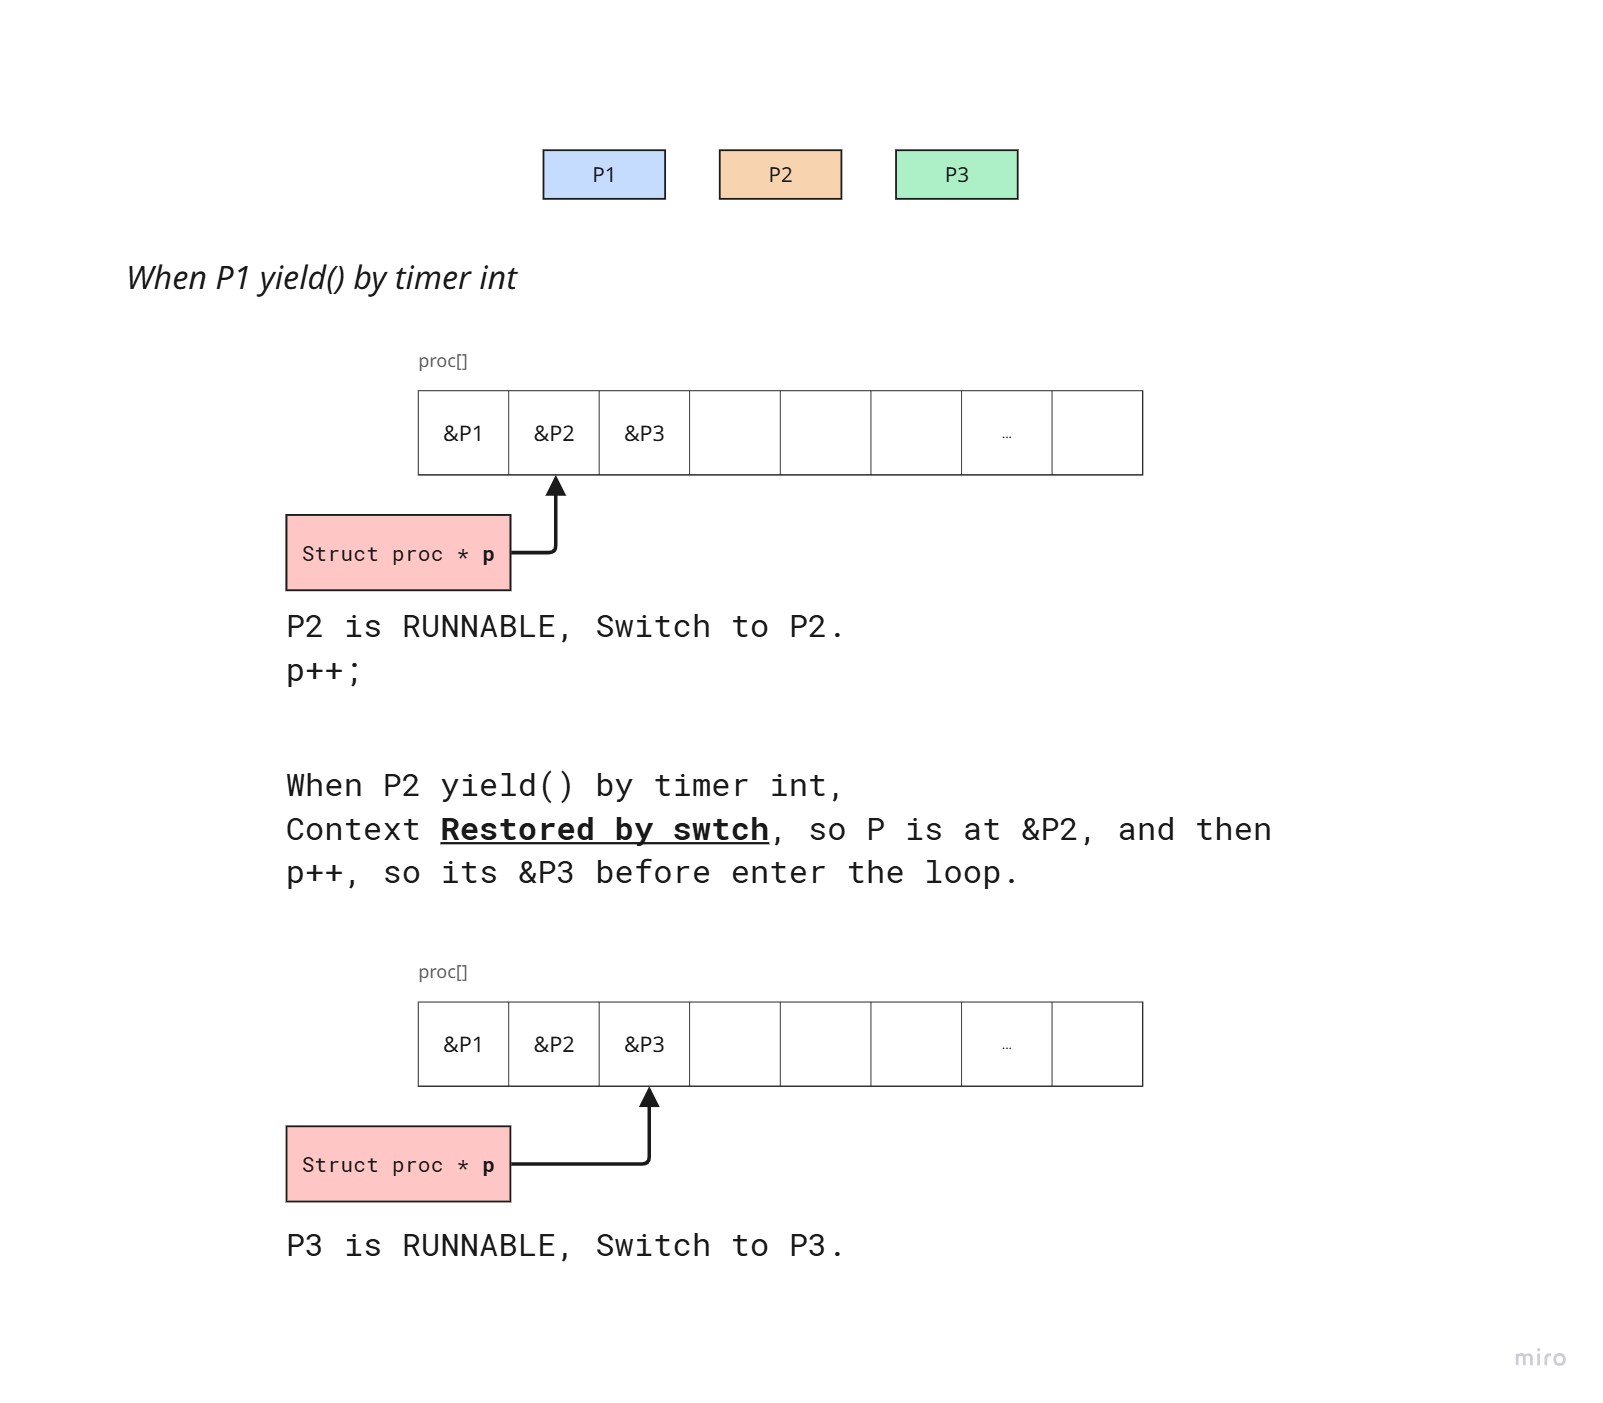 P1
P2
P3
When P1 yield() by timer int
proc[]
&P1
&P2
&P3
...
Struct proc * p
P2 is RUNNABLE, Switch to P2.
p++;
When P2 yield() by timer int,
Context Restored by swtch, so P is at &P2, and then
p++, so its &P3 before enter the loop.
proc[]
&P1
&P2
&P3
...
Struct proc * p
P3 is RUNNABLE, Switch to P3.
miro